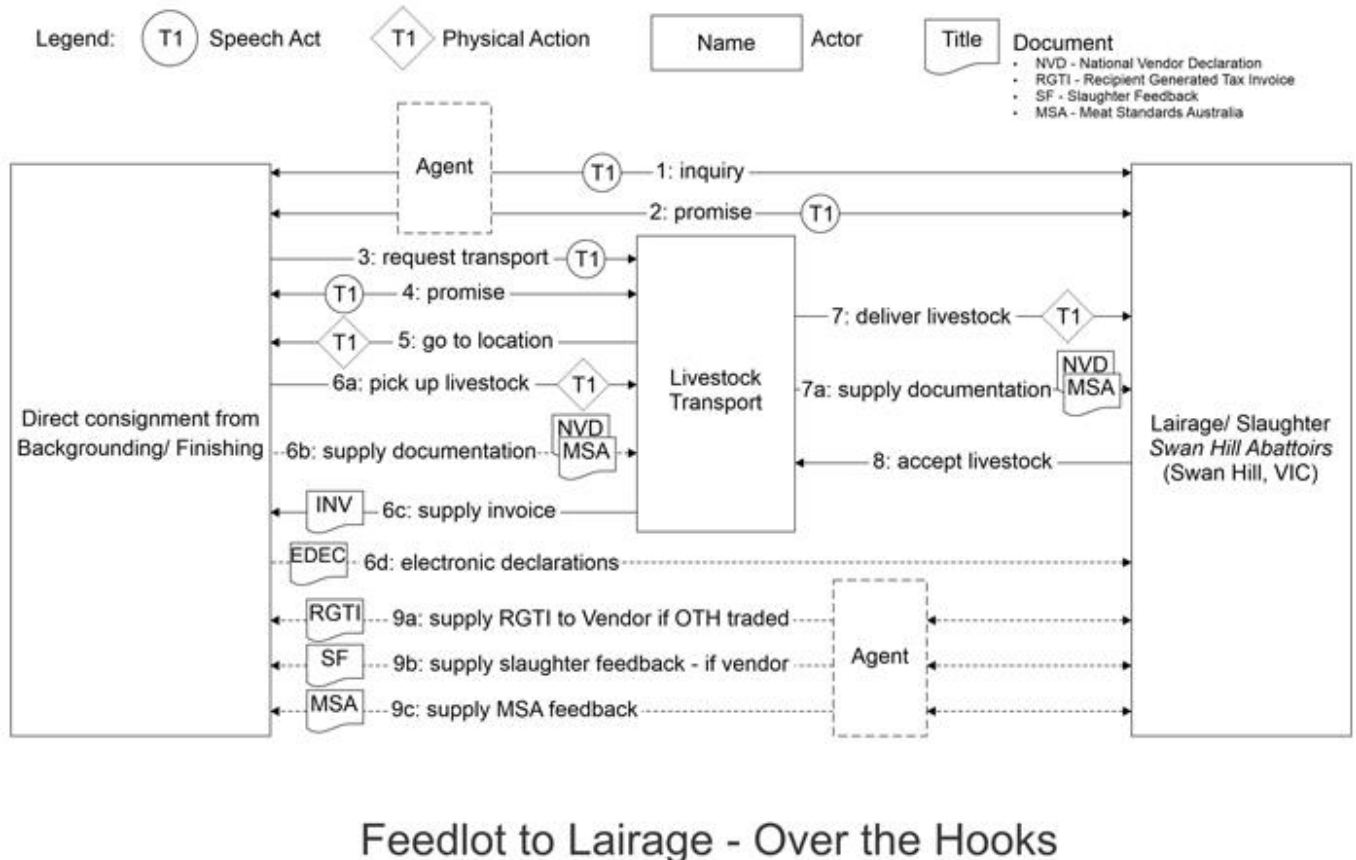 Legend:
T1
Speech Act
T1
Physical Action
Name
Actor
Title
Document
• NVD - National Vendor Declaration
• RGTI - Recipient Generated Tax Invoice
• SF - Slaughter Feedback
• MSA - Meat Standards Australia
Agent
T1
1: inquiry
2: promise
T1
3: request transport
T1
T1
4: promise
T1
5: go to location
6a: pick up livestock
T1
6b: supply documentation
NVD
MSA
INV
6c: supply invoice
EDEC
6d: electronic declarations
RGTI
9a: supply RGTI to Vendor if OTH traded
SF
9b: supply slaughter feedback - if vendor
MSA
9c: supply MSA feedback
Direct consignment from
Backgrounding/ Finishing
Livestock
Transport
7: deliver livestock
T1
7a: supply documentation
NVD
MSA
8: accept livestock
Agent
Lairage/ Slaughter
Swan Hill Abattoirs
(Swan Hill, VIC)
Feedlot to Lairage - Over the Hooks